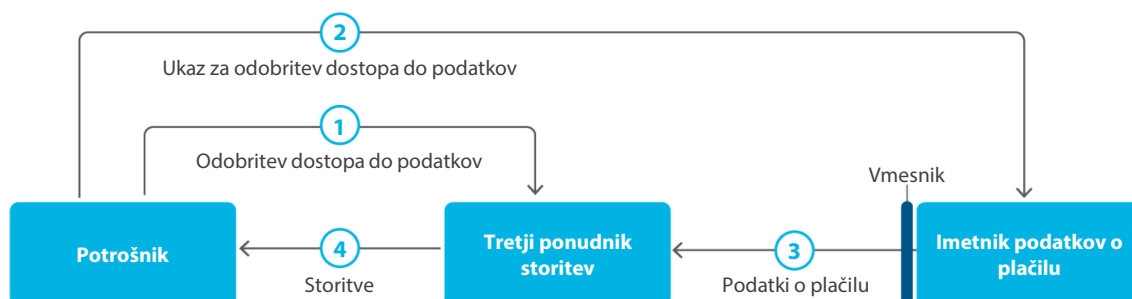 2
Ukaz za odobritev dostopa do podatkov
1
Odobritev dostopa do podatkov
Vmesnik
Potrošnik
4
Storitve
Tretji ponudnik
storitev
3
Podatki o plačilu
Imetnik podatkov o
plačilu